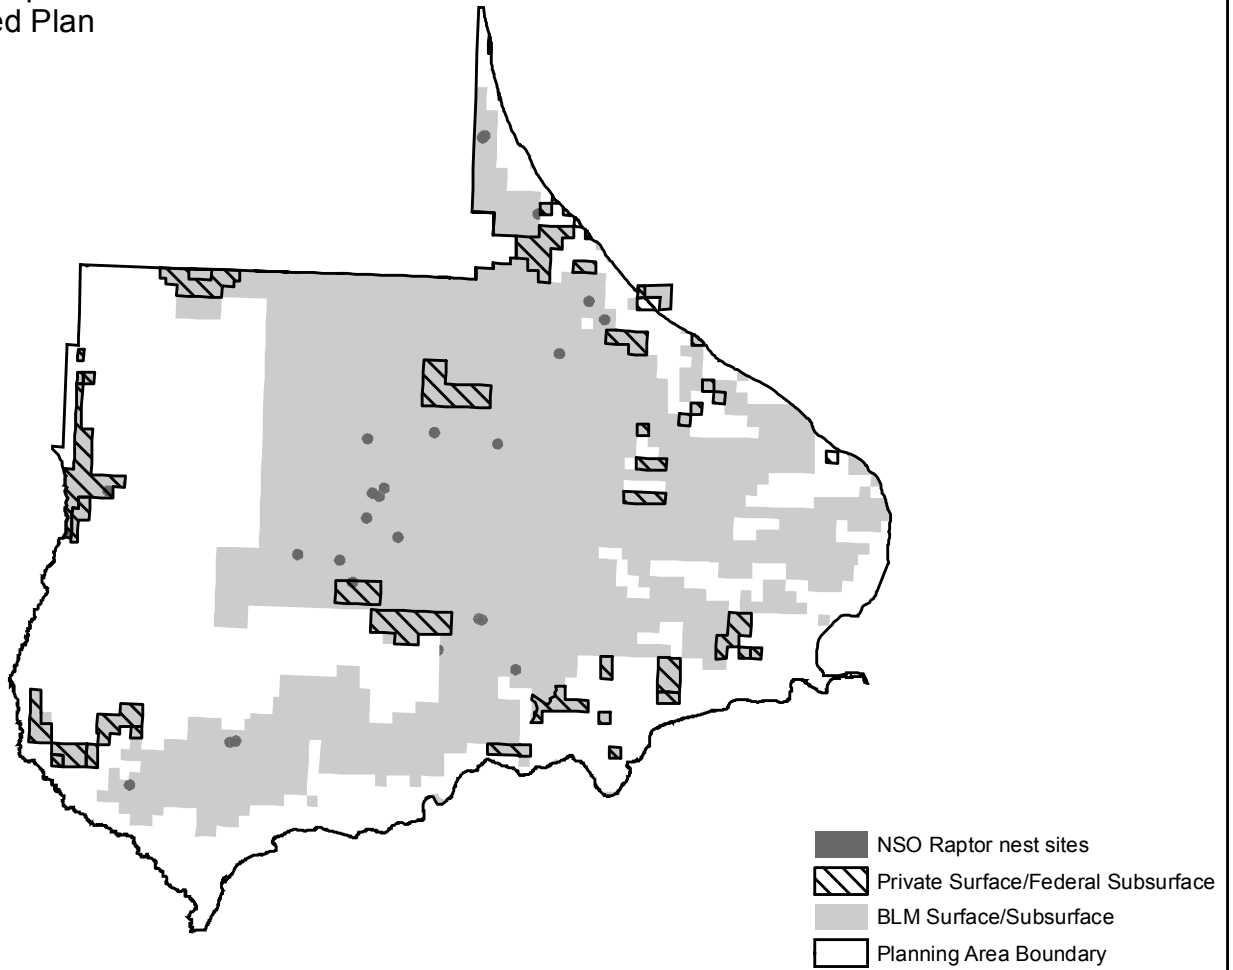 ed Plan
NSO Raptor nest sites
Private Surface/Federal Subsurface
BLM Surface/Subsurface
Planning Area Boundary